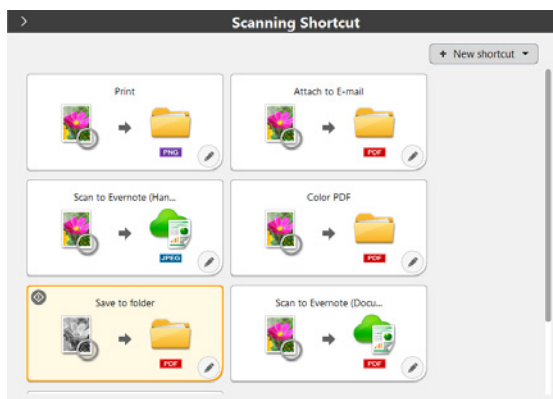 Scanning Shortcut
+ New shortcut
Print
PNG
Attach to E-mail
PDF
Scan to Evernote (Han...
JPEG
Color PDF
PDF
Save to folder
PDF
Scan to Evernote (Docu...
PDF